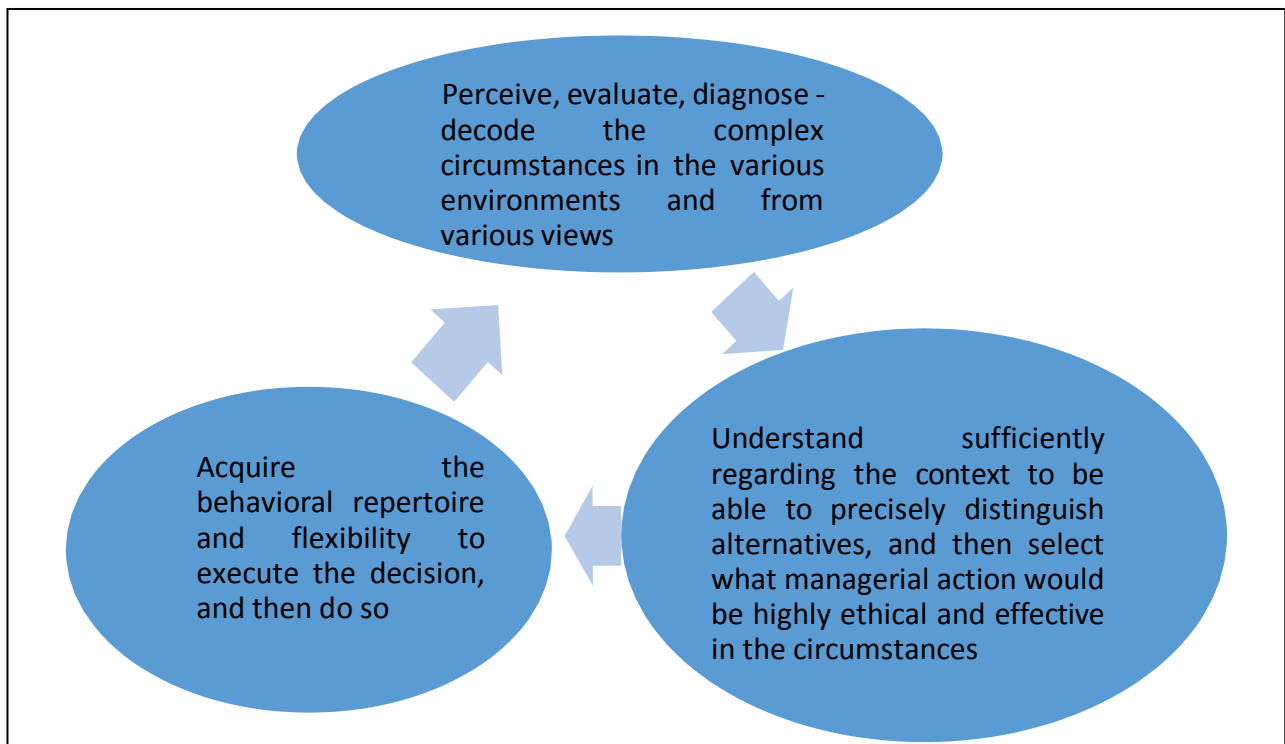 Perceive, evaluate, diagnose -
decode the complex
circumstances in the various
environments and from
various views
Understand sufficiently
regarding the context to be
able to precisely distinguish
alternatives, and then select
what managerial action would
be highly ethical and effective
in the circumstances
Acquire the
behavioral repertoire
and flexibility to
execute the decision,
and then do so